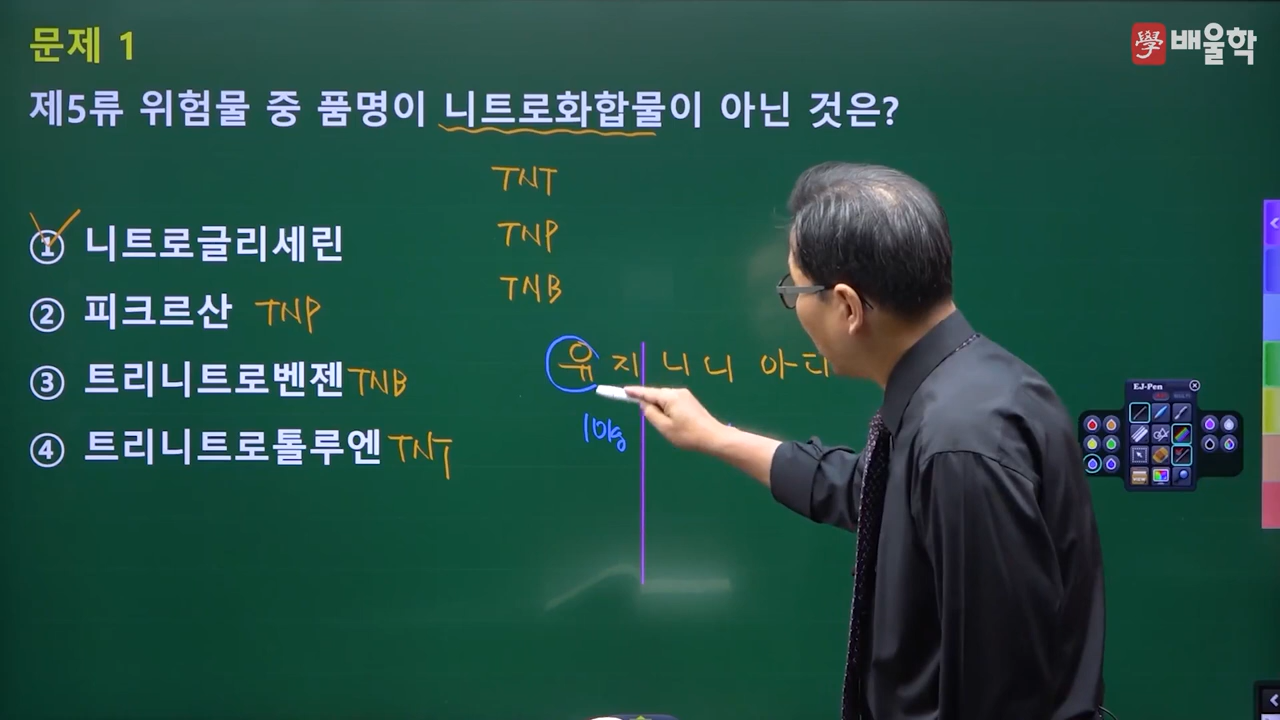 문제 1
學 배울학
제5류 위험물 중 품명이 니트로화합물이 아닌 것은?
TNT
TNP
TNB
① 니트로글리세린
② 피크르산 TNP
③ 트리니트로벤젠 TNB
④ 트리니트로톨루엔 TNT
유 지 니 니 아 디
10kg
EJ-Pen